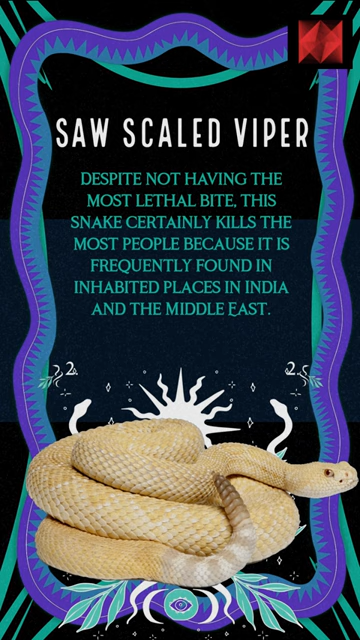 SAW SCALED VIPER
DESPITE NOT HAVING THE
MOST LETHAL BITE, THIS
SNAKE CERTAINLY KILLS THE
MOST PEOPLE BECAUSE IT IS
FREQUENTLY FOUND IN
INHABITED PLACES IN INDIA
AND THE MIDDLE EAST.